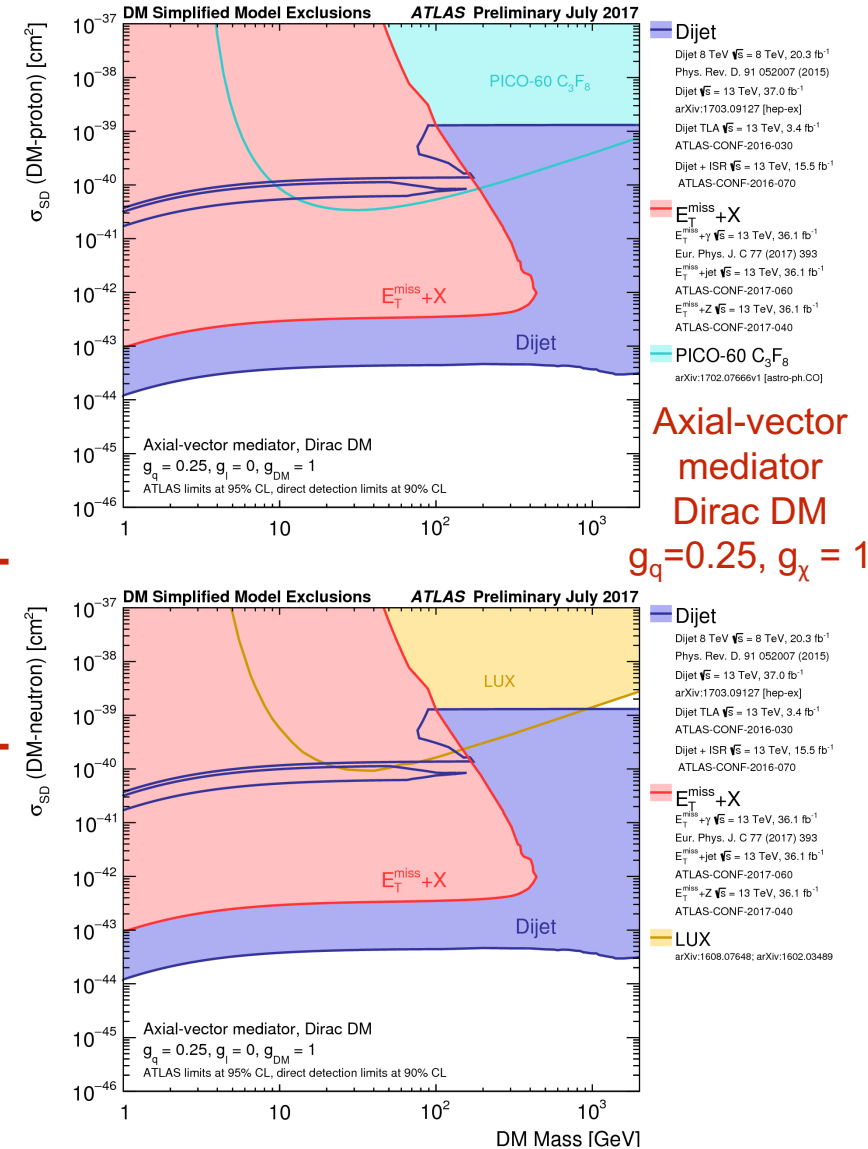 DM Simplified Model Exclusions ATLAS Preliminary July 2017
σSD (DM-proton) [cm2]
10−37
10−38
10−39
10−40
10−41
10−42
10−43
10−44
10−45
10−46
PICO-60 C3F8
ETmiss+X
Dijet
Axial-vector mediator, Dirac DM
gq = 0.25, gl = 0, gDM = 1
ATLAS limits at 95% CL, direct detection limits at 90% CL
1 10 102 103
Dijet
Dijet 8 TeV √s = 8 TeV, 20.3 fb-1
Phys. Rev. D. 91 052007 (2015)
Dijet √s = 13 TeV, 37.0 fb-1
arXiv:1703.09127 [hep-ex]
Dijet TLA √s = 13 TeV, 3.4 fb-1
ATLAS-CONF-2016-030
Dijet + ISR √s = 13 TeV, 15.5 fb-1
ATLAS-CONF-2016-070
ETmiss+X
ETmiss+γ √s = 13 TeV, 36.1 fb-1
Eur. Phys. J. C 77 (2017) 393
ETmiss+jet √s = 13 TeV, 36.1 fb-1
ATLAS-CONF-2017-060
ETmiss+Z √s = 13 TeV, 36.1 fb-1
ATLAS-CONF-2017-040
PICO-60 C3F8
arXiv:1702.07666v1 [astro-ph.CO]
Axial-vector
mediator
Dirac DM
gq=0.25, gχ = 1
DM Simplified Model Exclusions ATLAS Preliminary July 2017
σSD (DM-neutron) [cm2]
10−37
10−38
10−39
10−40
10−41
10−42
10−43
10−44
10−45
10−46
LUX
ETmiss+X
Dijet
Axial-vector mediator, Dirac DM
gq = 0.25, gl = 0, gDM = 1
ATLAS limits at 95% CL, direct detection limits at 90% CL
1 10 102 103
DM Mass [GeV]
Dijet
Dijet 8 TeV √s = 8 TeV, 20.3 fb-1
Phys. Rev. D. 91 052007 (2015)
Dijet √s = 13 TeV, 37.0 fb-1
arXiv:1703.09127 [hep-ex]
Dijet TLA √s = 13 TeV, 3.4 fb-1
ATLAS-CONF-2016-030
Dijet + ISR √s = 13 TeV, 15.5 fb-1
ATLAS-CONF-2016-070
ETmiss+X
ETmiss+γ √s = 13 TeV, 36.1 fb-1
Eur. Phys. J. C 77 (2017) 393
ETmiss+jet √s = 13 TeV, 36.1 fb-1
ATLAS-CONF-2017-060
ETmiss+Z √s = 13 TeV, 36.1 fb-1
ATLAS-CONF-2017-040
LUX
arXiv:1608.07648; arXiv:1602.03489